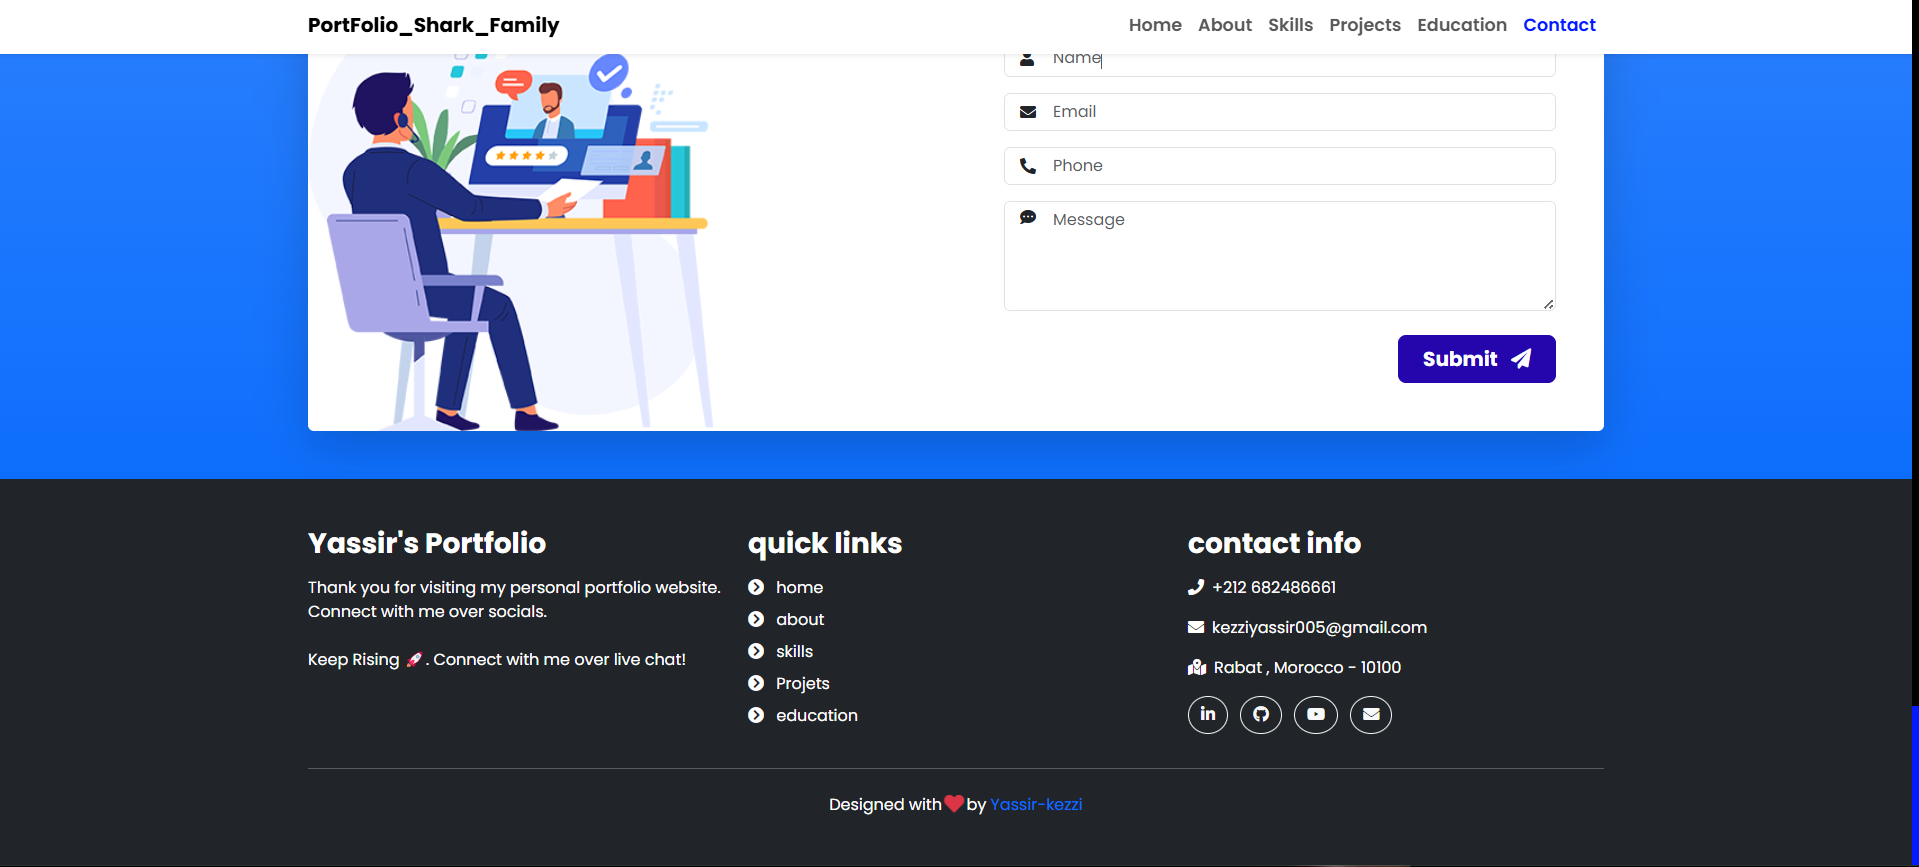 PortFolio_Shark_Family
Home About Skills Projects Education Contact
Name
Email
Phone
Message
Submit
Yassir's Portfolio
Thank you for visiting my personal portfolio website.
Connect with me over socials.
Keep Rising 🚀. Connect with me over live chat!
quick links
home
about
skills
Projets
education
contact info
+212 682486661
kezziyassir005@gmail.com
Rabat , Morocco - 10100
in
Designed with ❤ by Yassir-kezzi